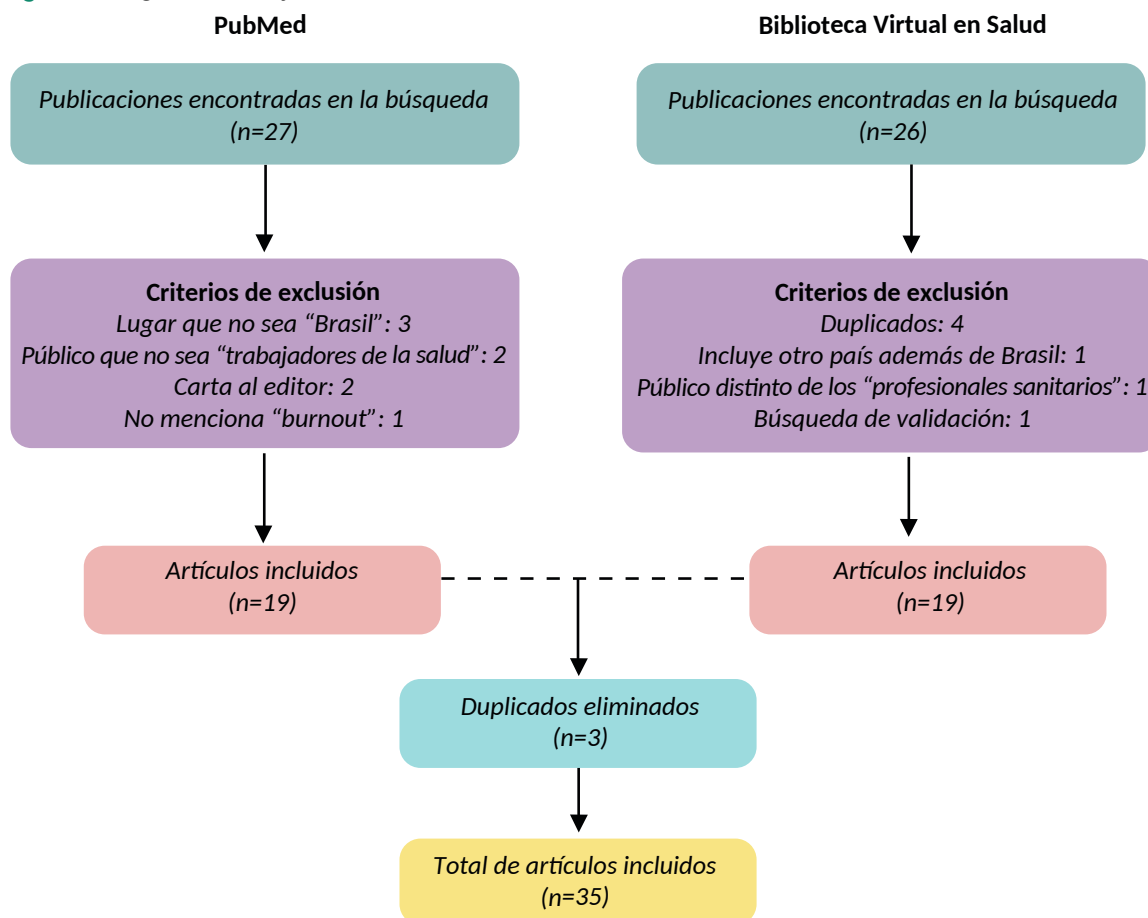 PubMed
Publicaciones encontradas en la búsqueda
(n=27)
Criterios de exclusión
Lugar que no sea “Brasil”: 3
Público que no sea “trabajadores de la salud”: 2
Carta al editor: 2
No menciona “burnout”: 1
Artículos incluidos
(n=19)
Biblioteca Virtual en Salud
Publicaciones encontradas en la búsqueda
(n=26)
Criterios de exclusión
Duplicados: 4
Incluye otro país además de Brasil: 1
Público distinto de los “profesionales sanitarios”: 1
Búsqueda de validación: 1
Artículos incluidos
(n=19)
Duplicados eliminados
(n=3)
Total de artículos incluidos
(n=35)